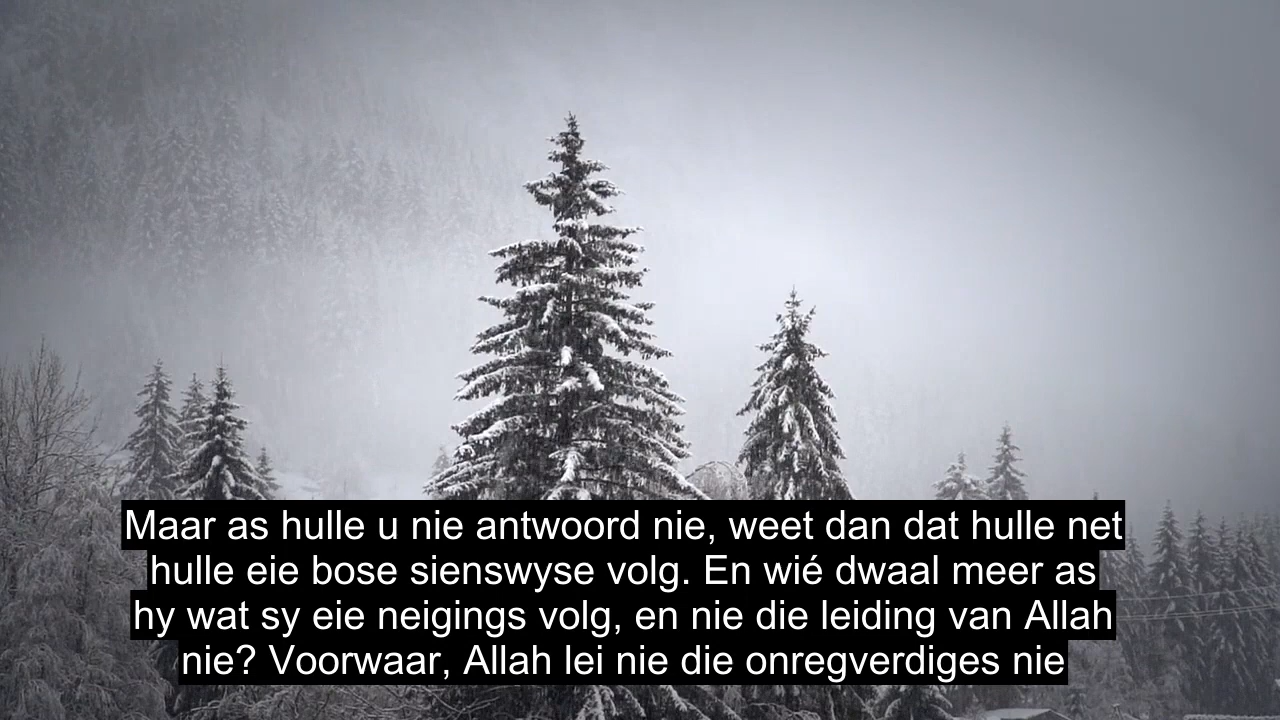 Maar as hulle u nie antwoord nie, weet dan dat hulle net
hulle eie bose sienswyse volg. En wié dwaal meer as
hy wat sy eie neigings volg, en nie die leiding van Allah
nie? Voorwaar, Allah lei nie die onregverdiges nie